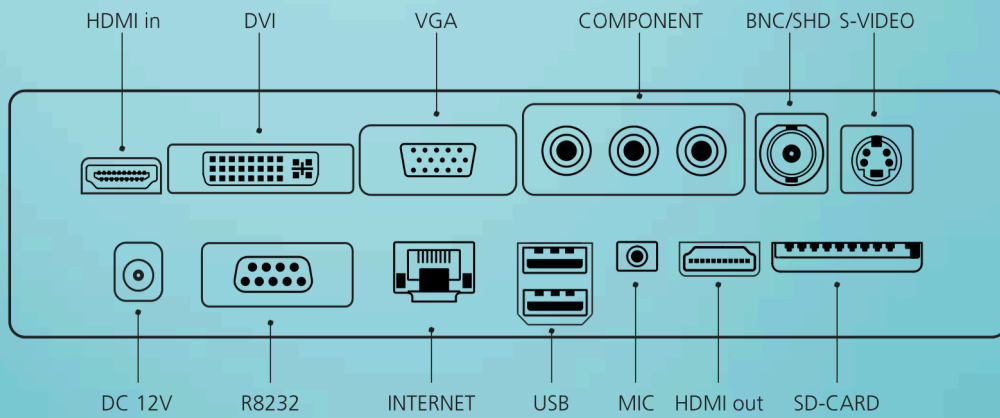 HDMI in DVI VGA COMPONENT BNC/SHD S-VIDEO
DC 12V R8232 INTERNET USB MIC HDMI out SD-CARD